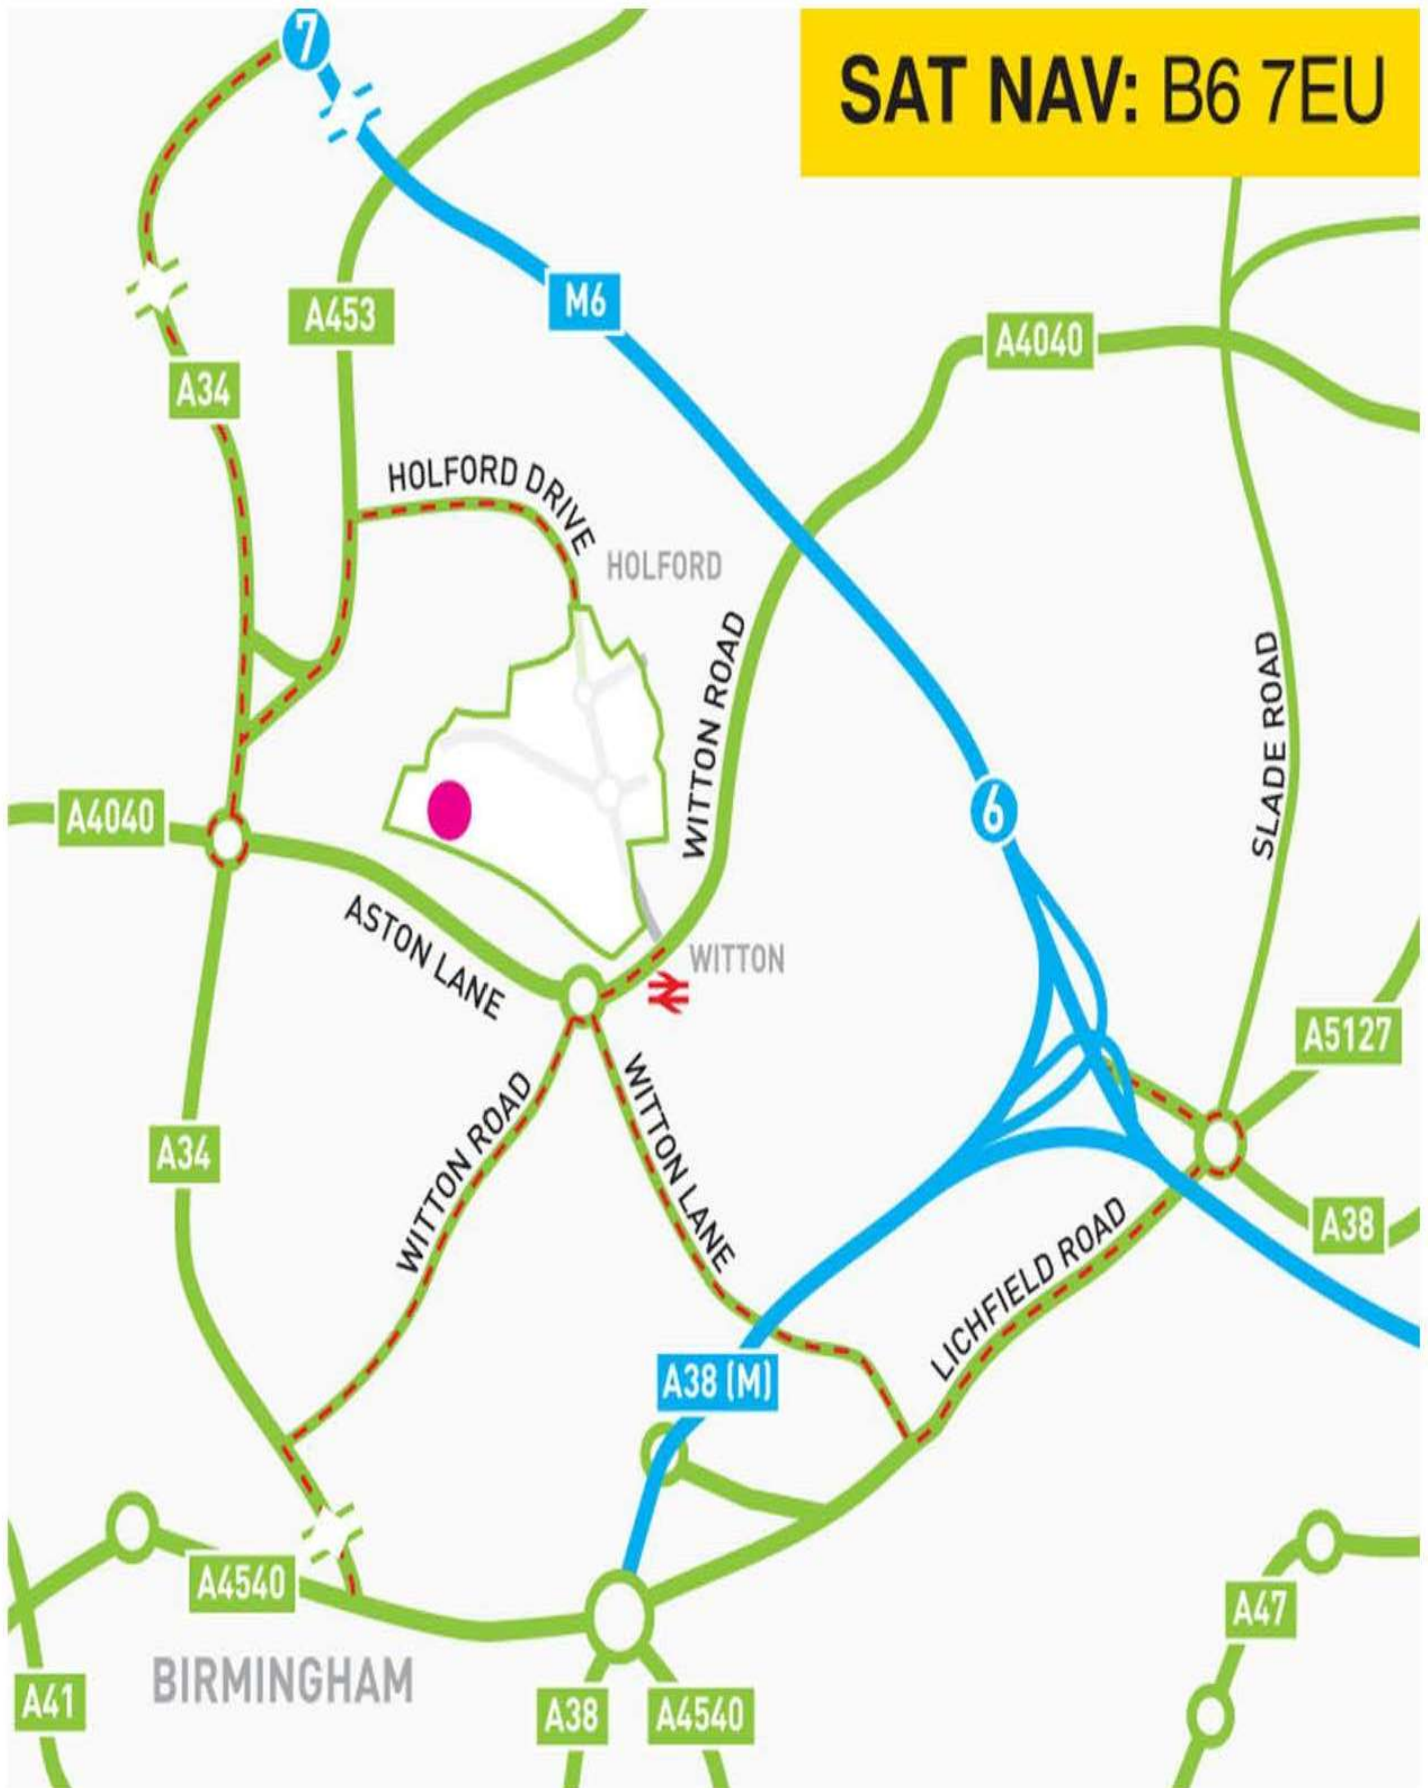 7
SAT NAV: B6 7EU
A453
M6
A4040
A34
HOLFORD DRIVE
HOLFORD
WITTON ROAD
SLADE ROAD
A4040
6
ASTON LANE
WITTON
A5127
WITTON ROAD
WITTON LANE
A34
A38
LICHFIELD ROAD
A38 (M)
A4540
A47
BIRMINGHAM
A41
A38
A4540